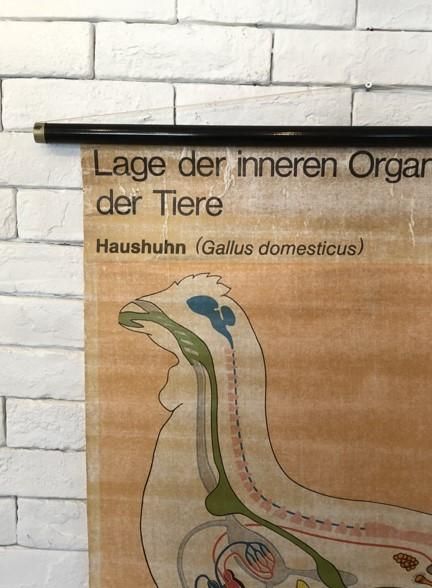 Lage der inneren Organ
der Tiere
Haushuhn (Gallus domesticus)